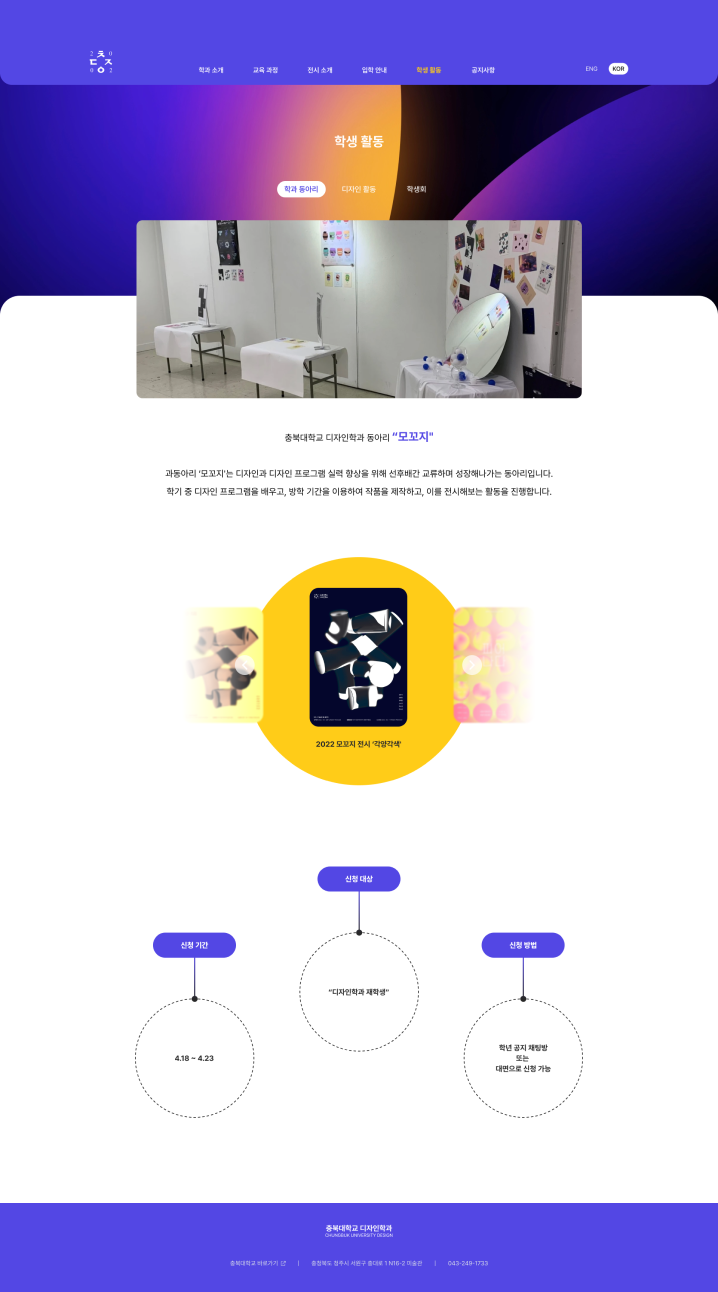 2 ㅊ 0
디 ㅈ
0 ㅇ 2
학과 소개
교육 과정
전시 소개
입학 안내
학생 활동
공지사항
ENG
KOR
학생 활동
학과 동아리
디자인 활동
학생회
충북대학교 디자인학과 동아리 “모꼬지"
과동아리 ‘모꼬지’는 디자인과 디자인 프로그램 실력 향상을 위해 선후배간 교류하며 성장해나가는 동아리입니다.
학기 중 디자인 프로그램을 배우고, 방학 기간을 이용하여 작품을 제작하고, 이를 전시해보는 활동을 진행합니다.
2022 모꼬지 전시 ‘각양각색’
신청 대상
“디자인학과 재학생”
신청 기간
4.18 ~ 4.23
신청 방법
학년 공지 채팅방
또는
대면으로 신청 가능
충북대학교 디자인학과
CHUNGBUK UNIVERSITY DESIGN
충북대학교 바로가기
충청북도 청주시 서원구 충대로 1 N16-2 미술관
043-249-1733